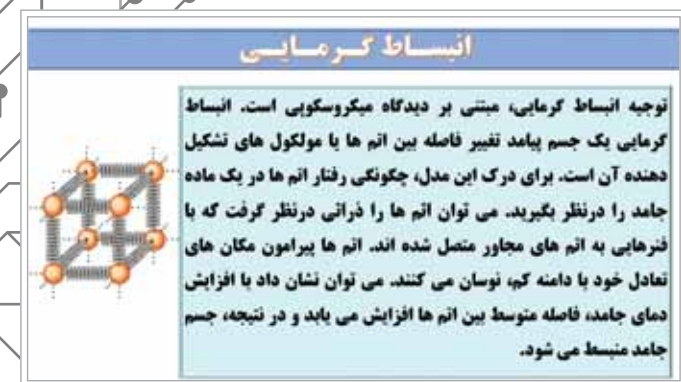 انبساط گرمایی
توجیه انبساط گرمایی، مبتنی بر دیدگاه میکروسکوپی است. انبساط
گرمایی یک جسم پیامد تغییر فاصله بین اتم ها یا مولکول های تشکیل
دهنده آن است. برای درک این مدل، چگونگی رفتار اتم ها در یک ماده
جامد را درنظر بگیرید. می توان اتم ها را ذراتی درنظر گرفت که با
فنرهایی به اتم های مجاور متصل شده اند. اتم ها پیرامون مکان های
تعادل خود با دامنه کم، نوسان می کنند. می توان نشان داد با افزایش
دمای جامد، فاصله متوسط بین اتم ها افزایش می یابد و در نتیجه، جسم
جامد منبسط می شود.